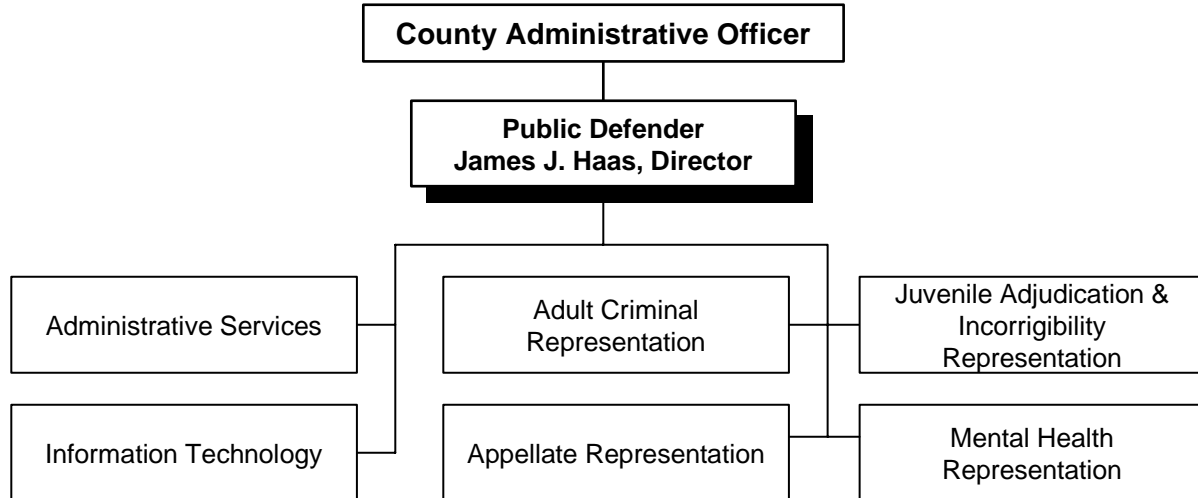 County Administrative Officer
Public Defender
James J. Haas, Director
Administrative Services
Adult Criminal
Representation
Juvenile Adjudication &
Incorrigibility
Representation
Information Technology
Appellate Representation
Mental Health
Representation